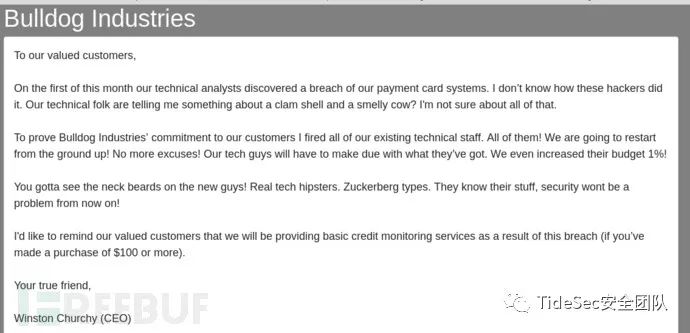 Bulldog Industries
To our valued customers,
On the first of this month our technical analysts discovered a breach of our payment card systems. I don't know how these hackers did
it. Our technical folk are telling me something about a clam shell and a smelly cow? I'm not sure about all of that.
To prove Bulldog Industries' commitment to our customers I fired all of our existing technical staff. All of them! We are going to restart
from the ground up! No more excuses! Our tech guys will have to make due with what they've got. We even increased their budget 1%!
You gotta see the neck beards on the new guys! Real tech hipsters. Zuckerberg types. They know their stuff, security wont be a
problem from now on!
I'd like to remind our valued customers that we will be providing basic credit monitoring services as a result of this breach (if you've
made a purchase of $100 or more).
Your true friend,
Winston Churchy (CEO)
FREEBUF
TideSec安全团队